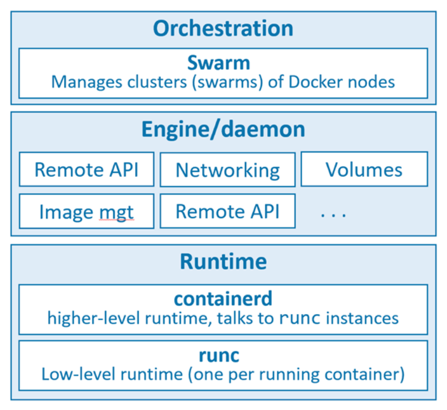 Orchestration
Swarm
Manages clusters (swarms) of Docker nodes
Engine/daemon
Remote API Networking Volumes
Image mgt Remote API ...
Runtime
containerd
higher-level runtime, talks to runc instances
runc
Low-level runtime (one per running container)